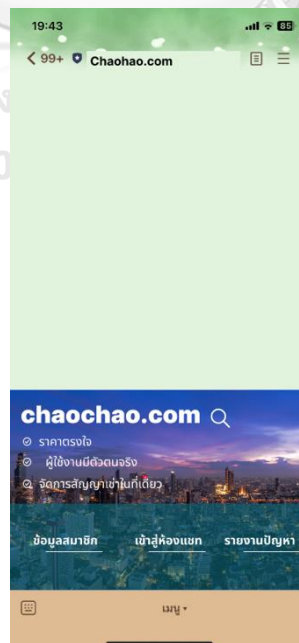 19:43
85
99+ Chaohao.com
chaochao.com
ราคาตรงใจ
ผู้ใช้งานมีตัวตนจริง
จัดการสัญญาเช่าในที่เดียว
ข้อมูลสมาชิก เข้าสู่ห้องแชท รายงานปัญหา
เมนู